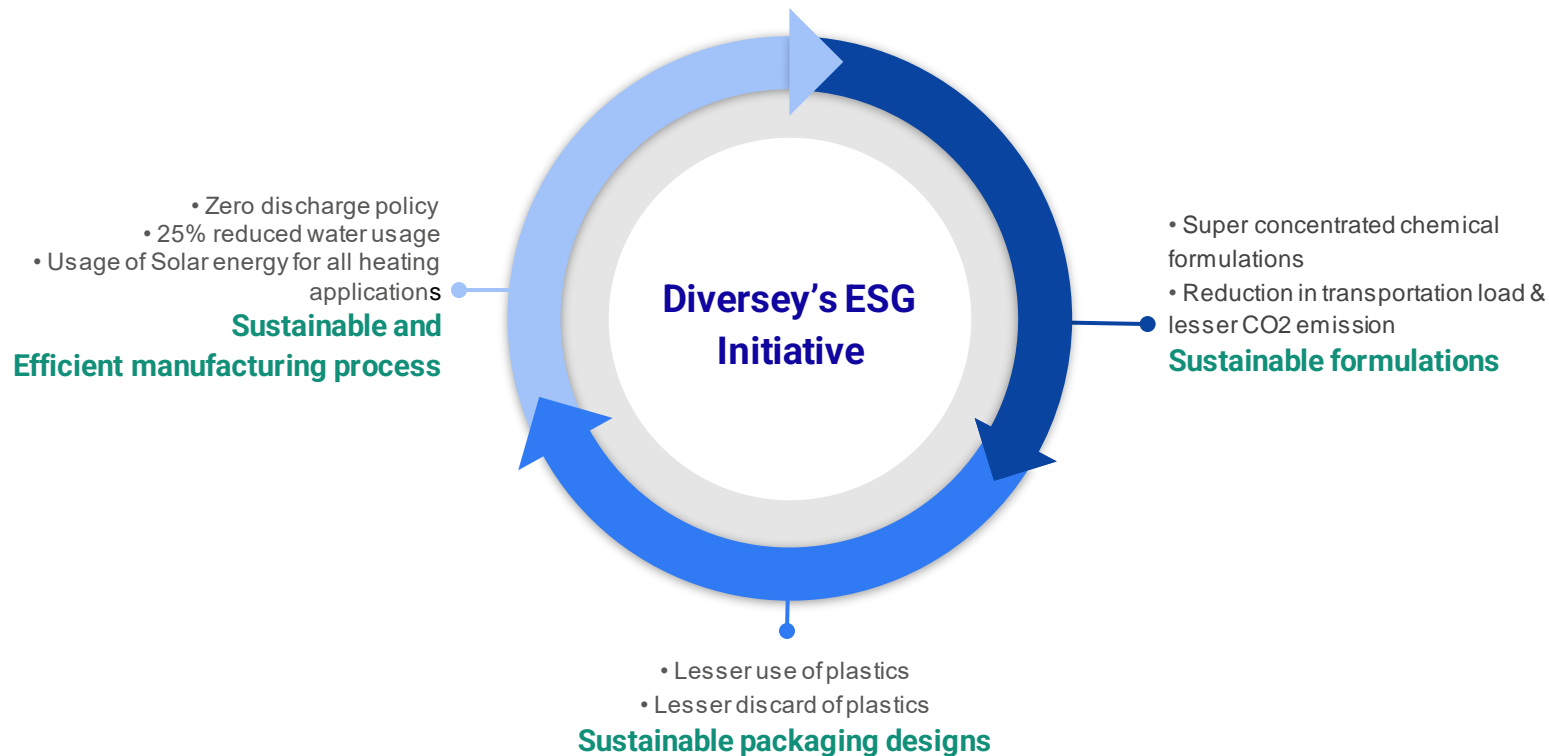 Diversey’s ESG
Initiative
• Zero discharge policy
• 25% reduced water usage
• Usage of Solar energy for all heating
applications
Sustainable and
Efficient manufacturing process
• Super concentrated chemical
formulations
• Reduction in transportation load &
lesser CO2 emission
Sustainable formulations
• Lesser use of plastics
• Lesser discard of plastics
Sustainable packaging designs